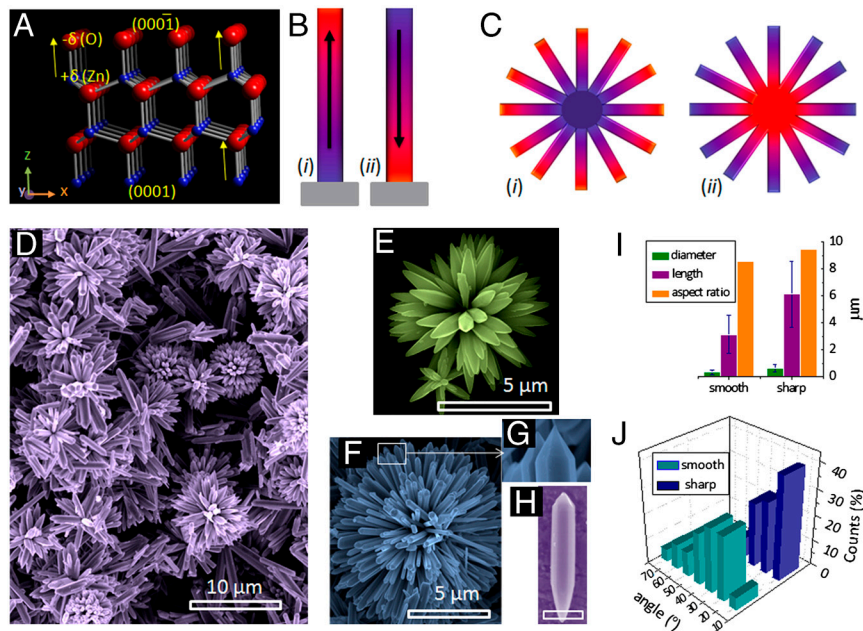 A
-δ (O)
(0001̄)
+δ (Zn)
z
y
x
(0001)
B
(i)
(ii)
C
(i)
(ii)
D
10 μm
E
5 μm
F
5 μm
G
H
I
diameter
length
aspect ratio
10
8
6
4
2
0
μm
smooth
sharp
J
smooth
sharp
40
30
20
10
0
Counts (%)
70
60
50
40
30
20
10
angle (°)